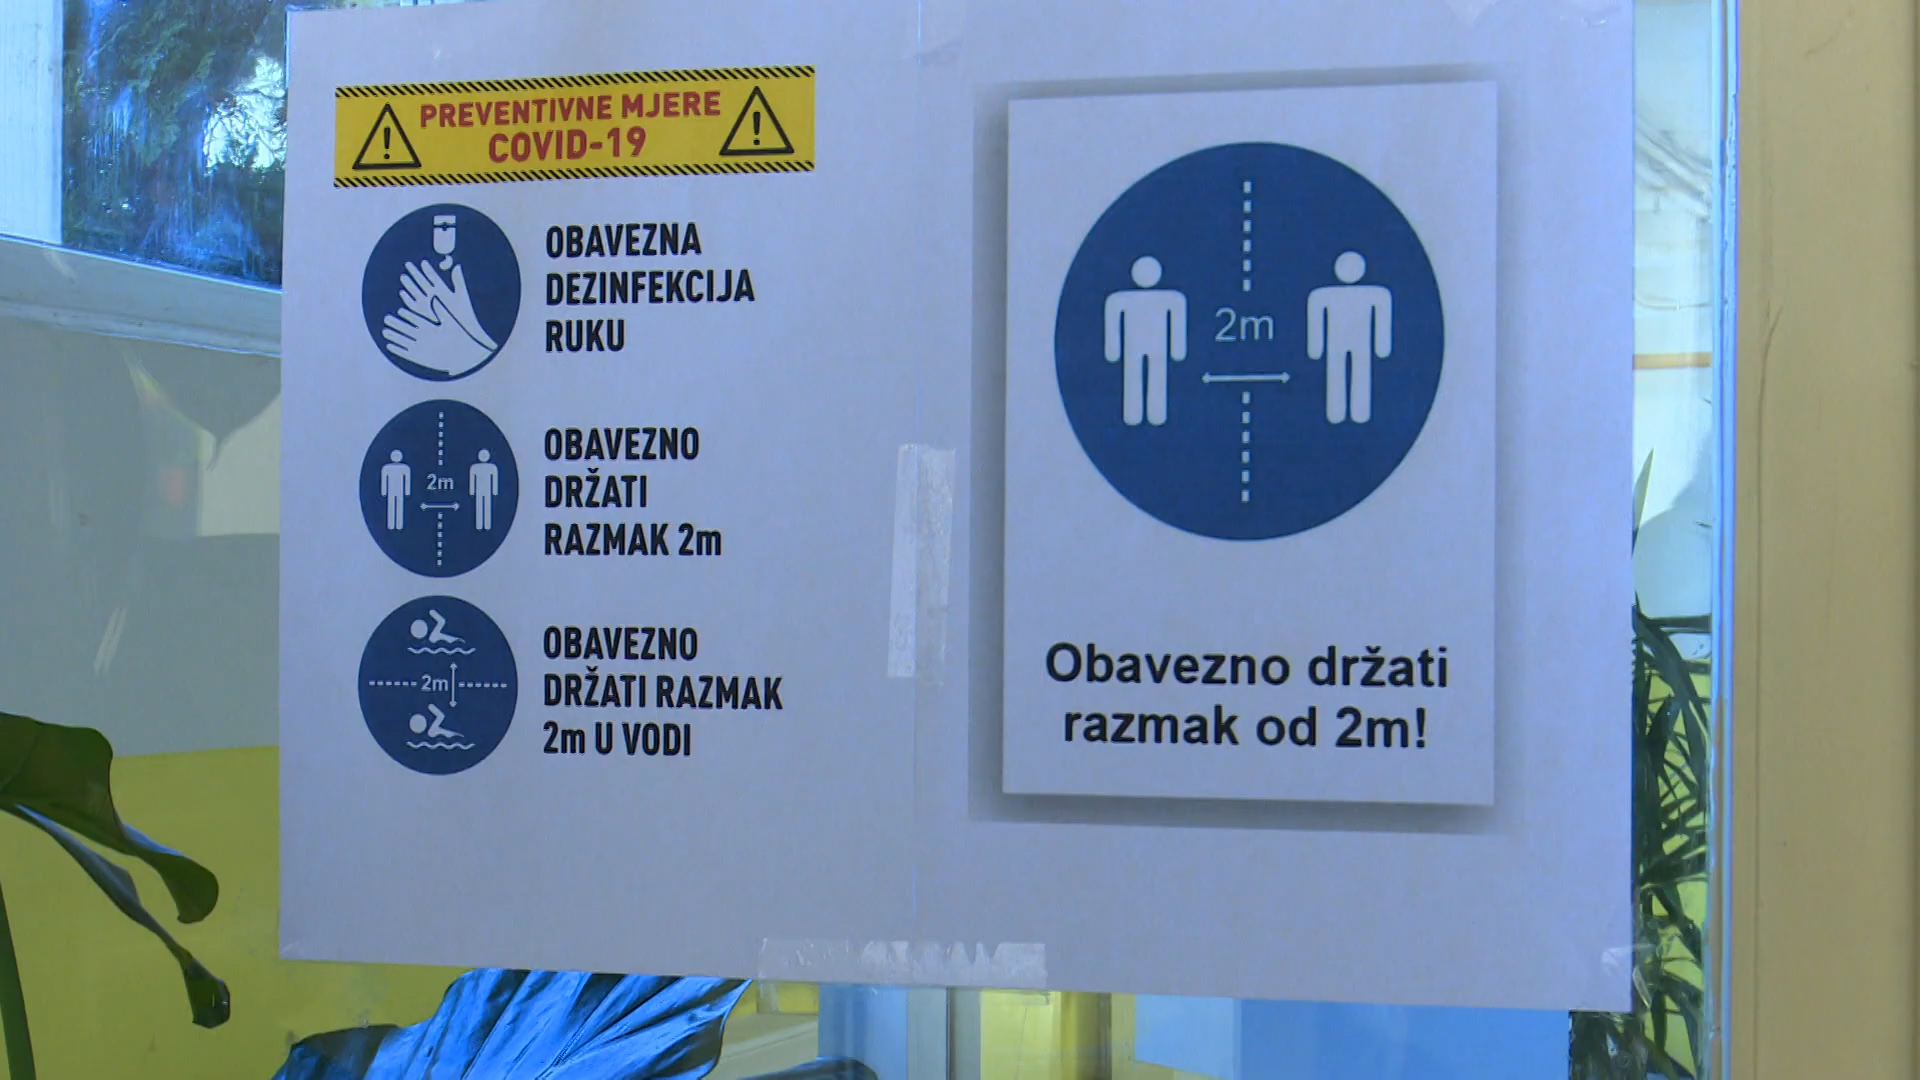 PREVENTIVNE MJERE
COVID-19
OBAVEZNA
DEZINFEKCIJA
RUKU
2m
OBAVEZNO
DRŽATI
RAZMAK 2m
2m
OBAVEZNO
DRŽATI RAZMAK
2m U VODI
2m
Obavezno držati
razmak od 2m!